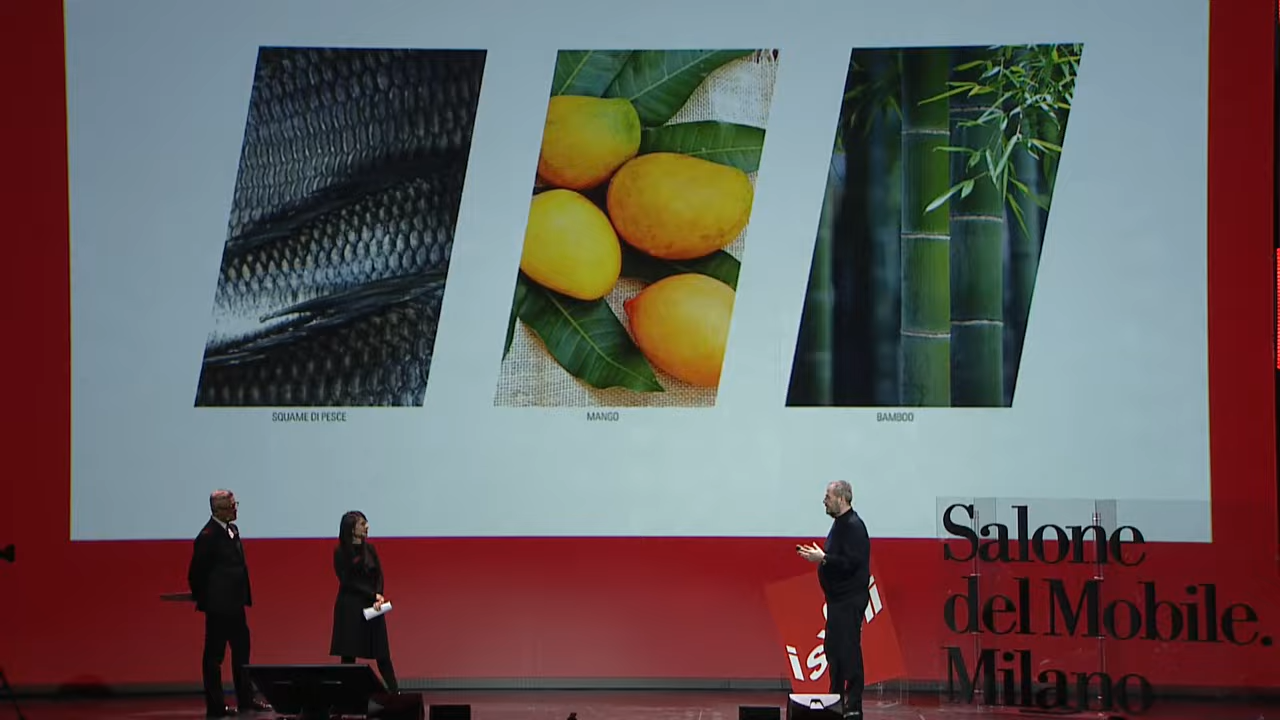 SQUAME DI PESCE
MANGO
BAMBOO
Salone
del Mobile.
Milano